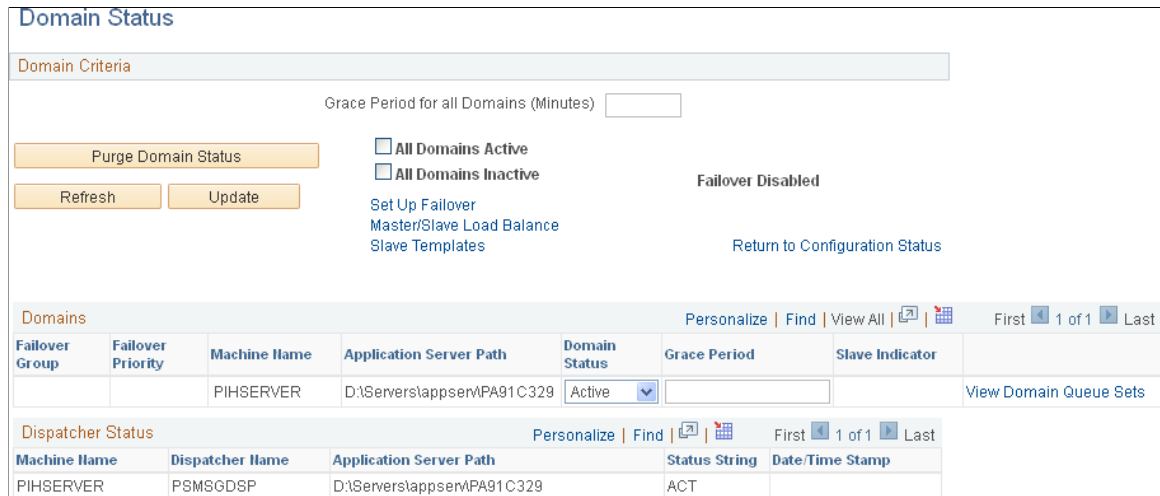 Domain Status
Domain Criteria
Grace Period for all Domains (Minutes)
Purge Domain Status
All Domains Active
All Domains Inactive
Failover Disabled
Refresh Update
Set Up Failover
Master/Slave Load Balance
Slave Templates
Return to Configuration Status
Domains Personalize | Find | View All | | First 1 of 1 Last
Failover Group Failover Priority Machine Name Application Server Path Domain Status Grace Period Slave Indicator
PIHSERVER D:\Servers\appserv\PA91C329 Active View Domain Queue Sets
Dispatcher Status Personalize | Find | | First 1 of 1 Last
Machine Name Dispatcher Name Application Server Path Status String Date/Time Stamp
PIHSERVER PSMSGDSP D:\Servers\appserv\PA91C329 ACT